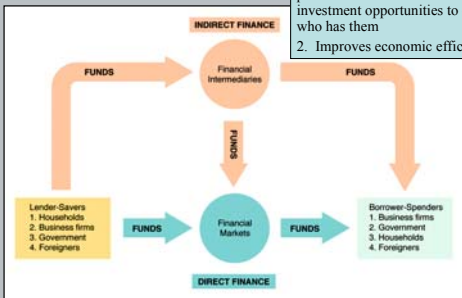 investment opportunities to
who has them
2. Improves economic effic
INDIRECT FINANCE
FUNDS
Financial
Intermediaries
FUNDS
FUNDS
Lender-Savers
1. Households
2. Business firms
3. Government
4. Foreigners
FUNDS
Financial
Markets
FUNDS
Borrower-Spenders
1. Business firms
2. Government
3. Households
4. Foreigners
DIRECT FINANCE